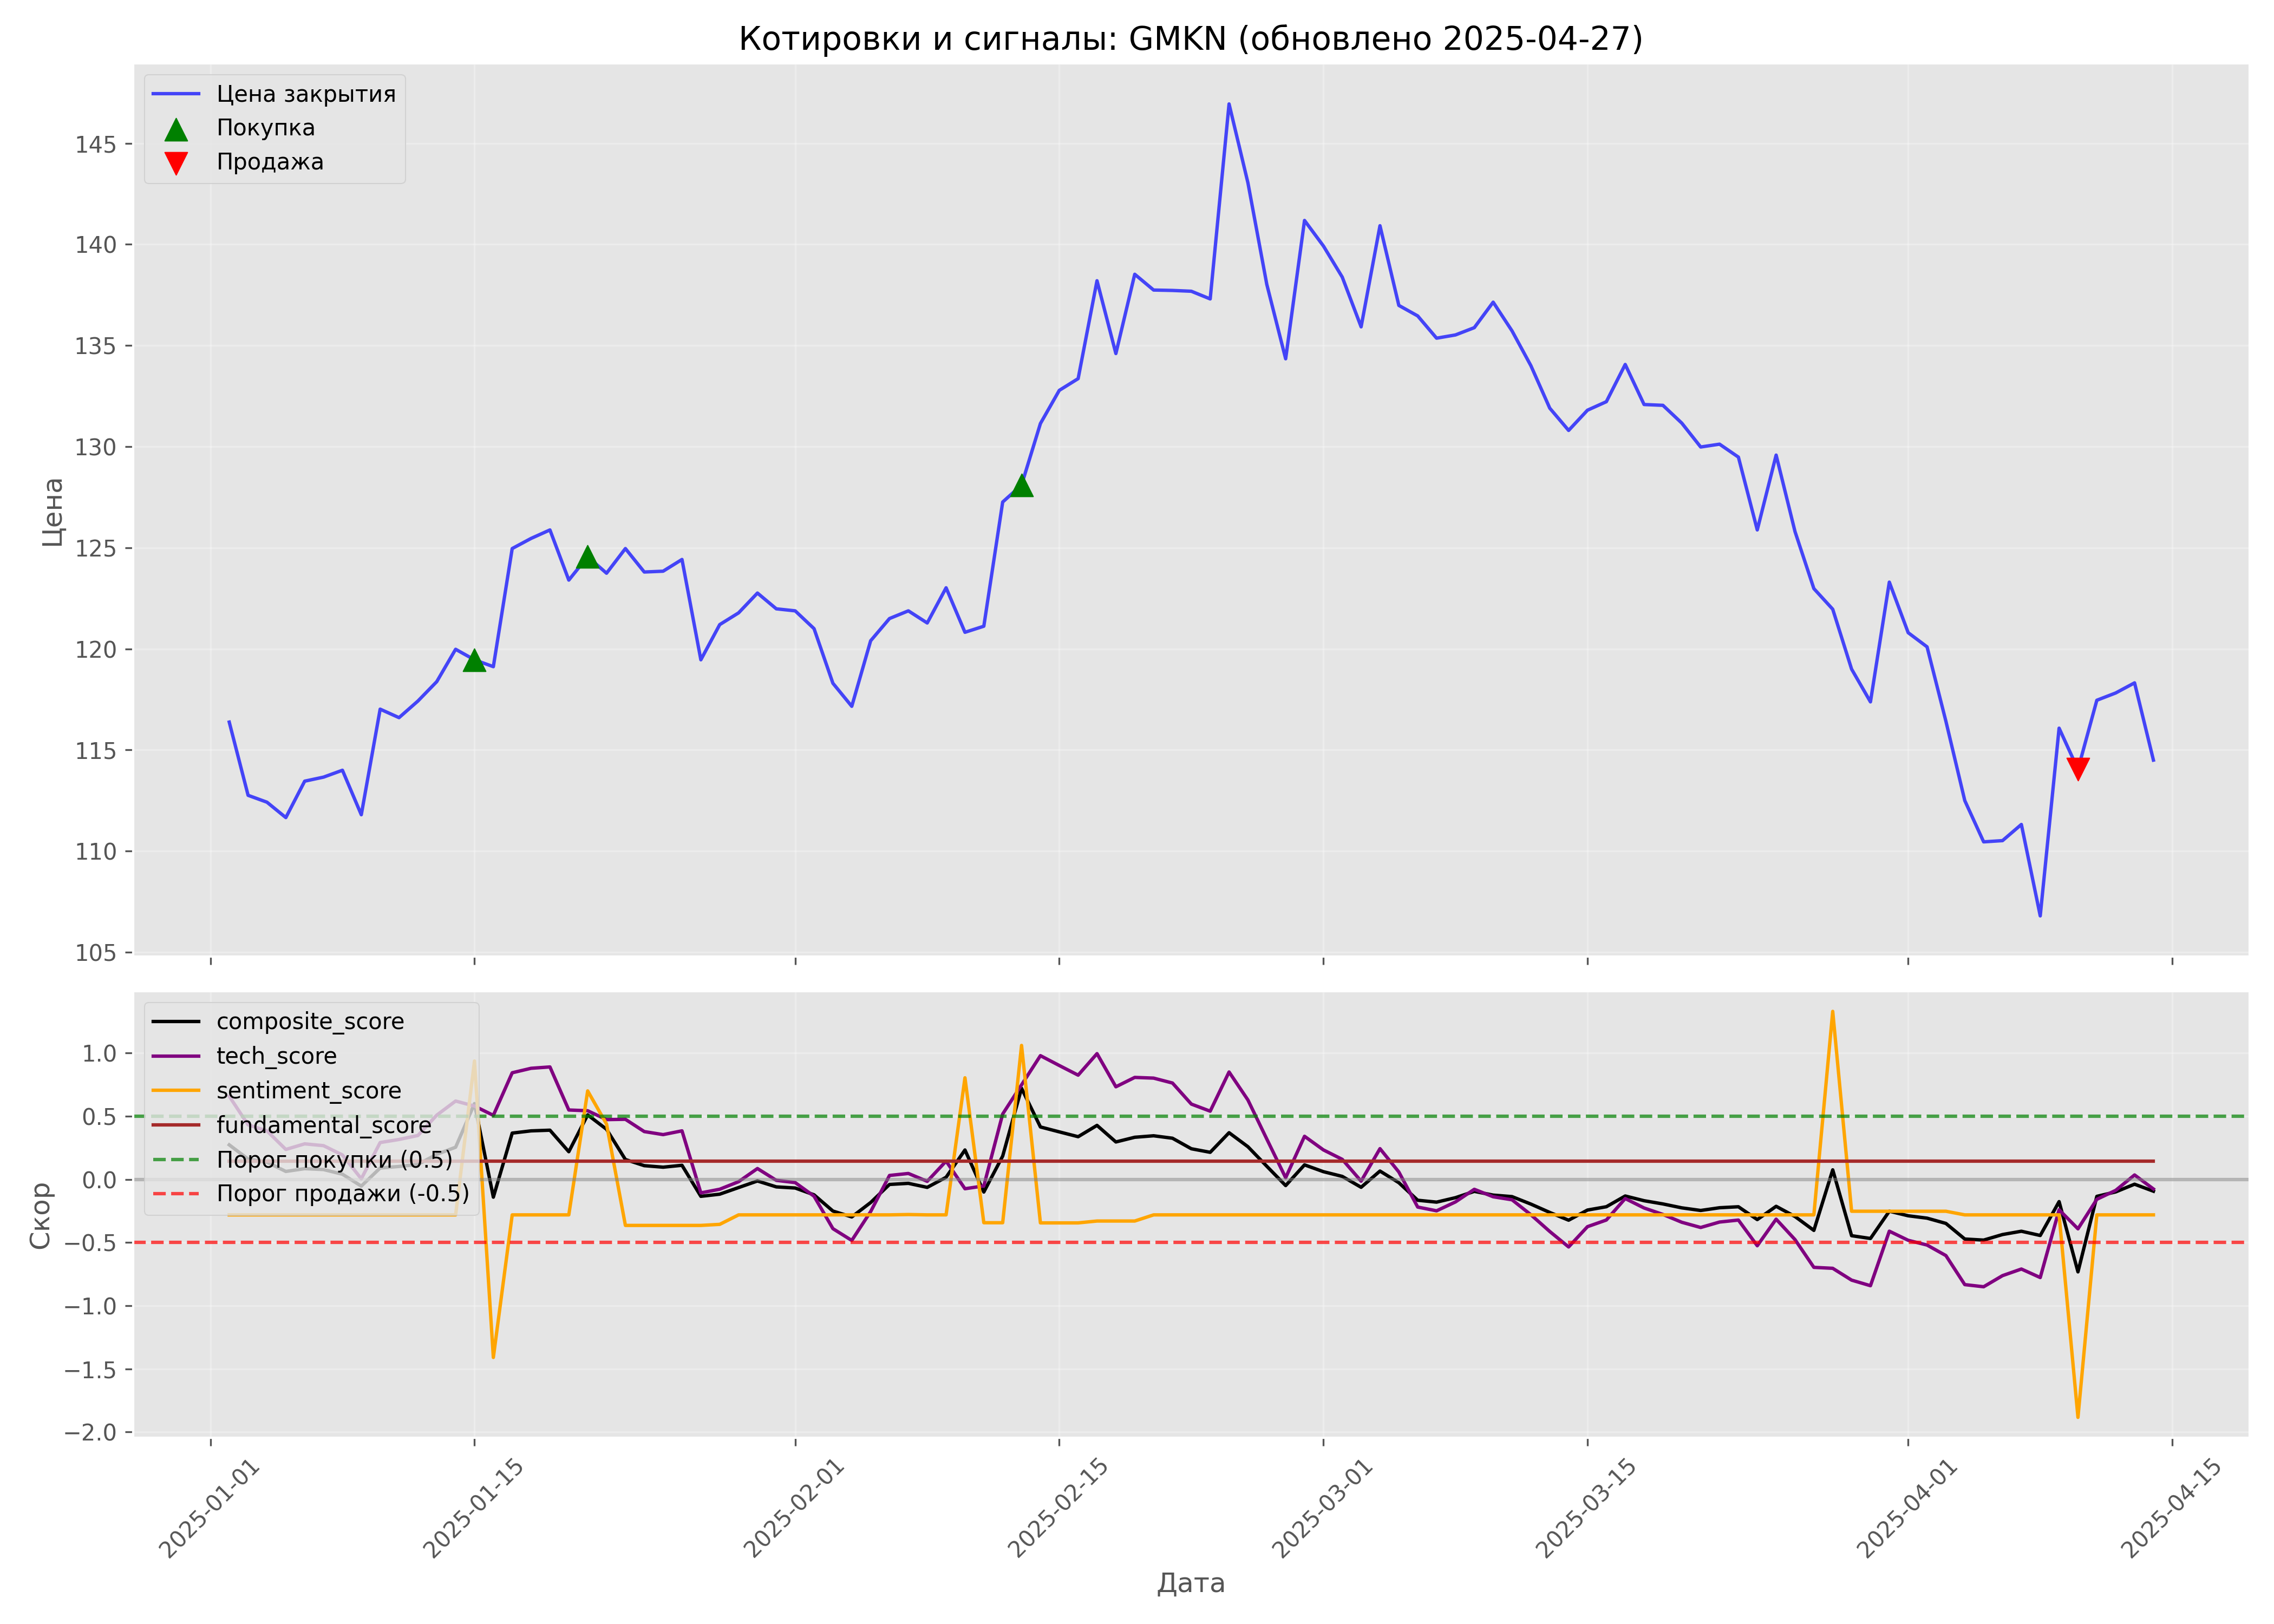 Котировки и сигналы: GMKN (обновлено 2025-04-27)
Цена закрытия
Покупка
Продажа
145
140
135
130
125
120
115
110
105
Цена
composite_score
tech_score
sentiment_score
fundamental_score
Порог покупки (0.5)
Порог продажи (-0.5)
1.0
0.5
0.0
−0.5
−1.0
−1.5
−2.0
Скор
2025-01-01
2025-01-15
2025-02-01
2025-02-15
2025-03-01
2025-03-15
2025-04-01
2025-04-15
Дата